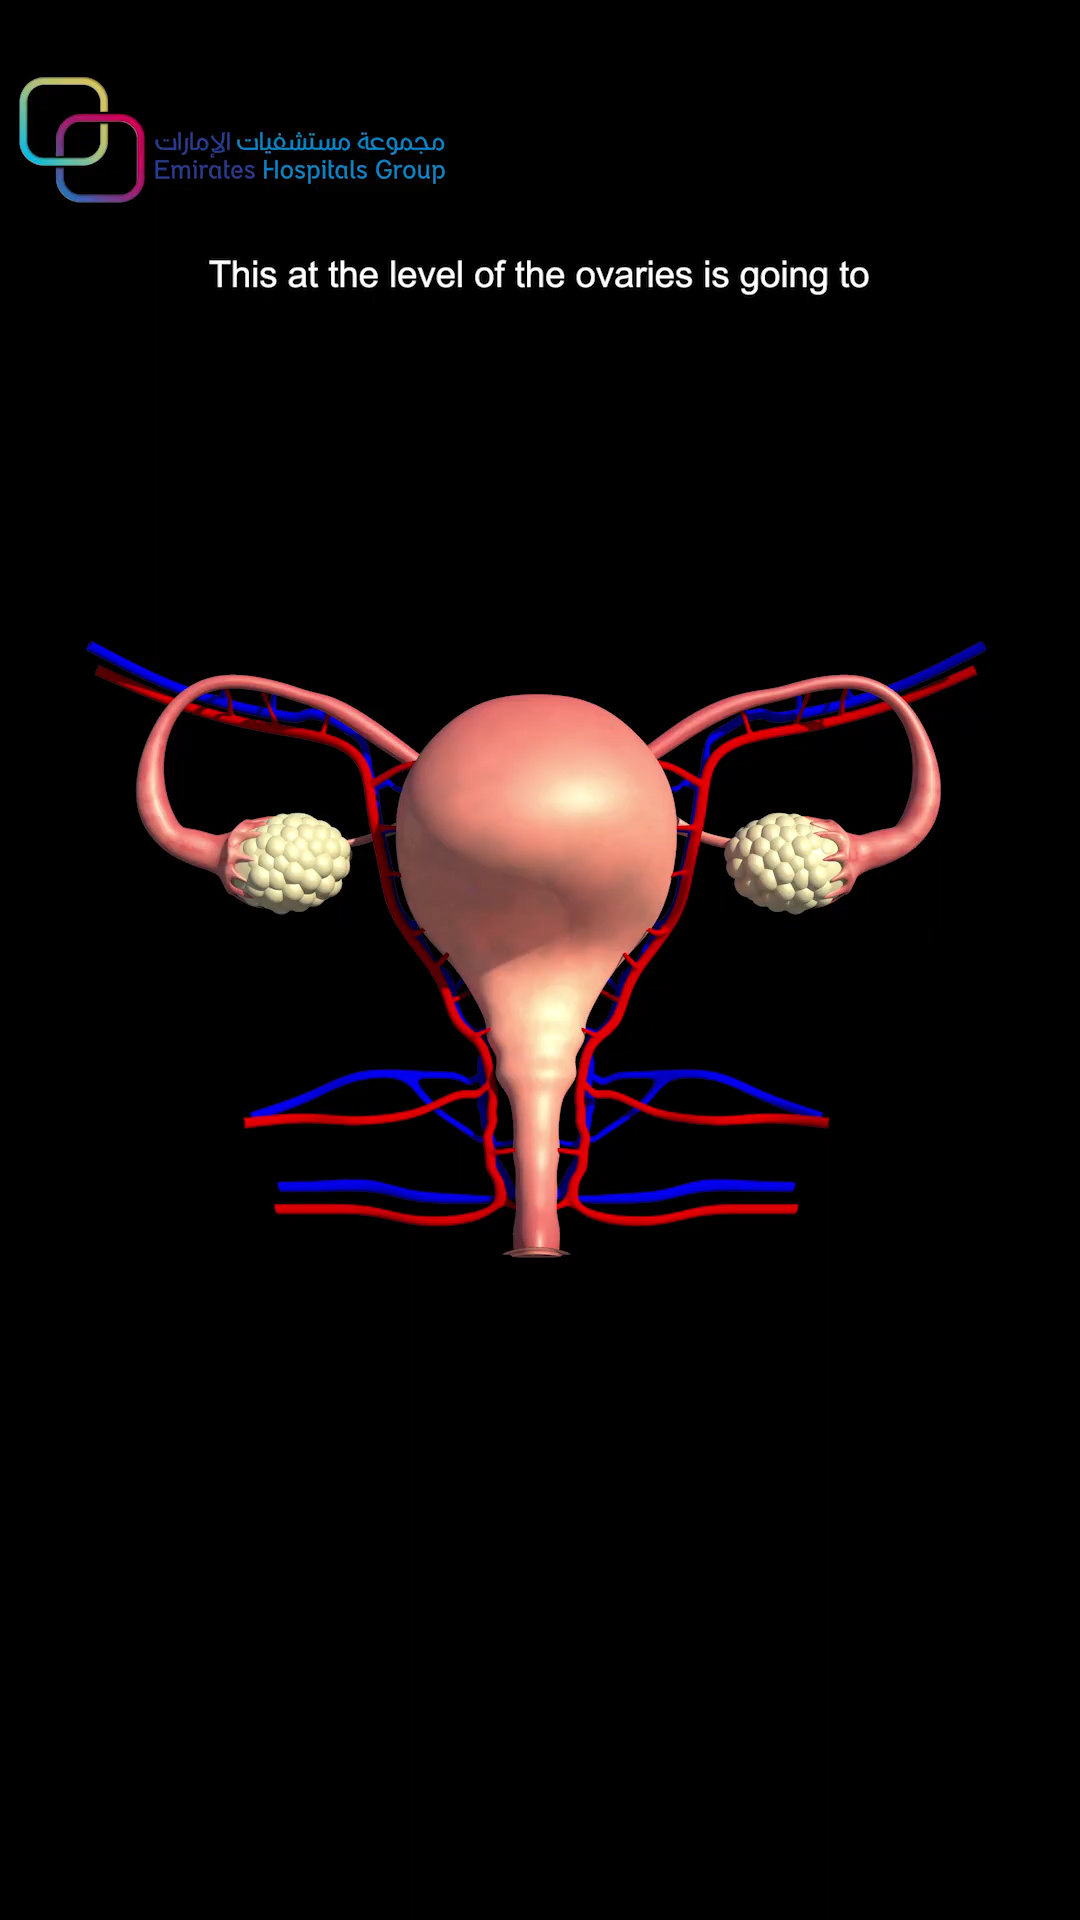 مجموعة مستشفيات الإمارات
Emirates Hospitals Group
This at the level of the ovaries is going to